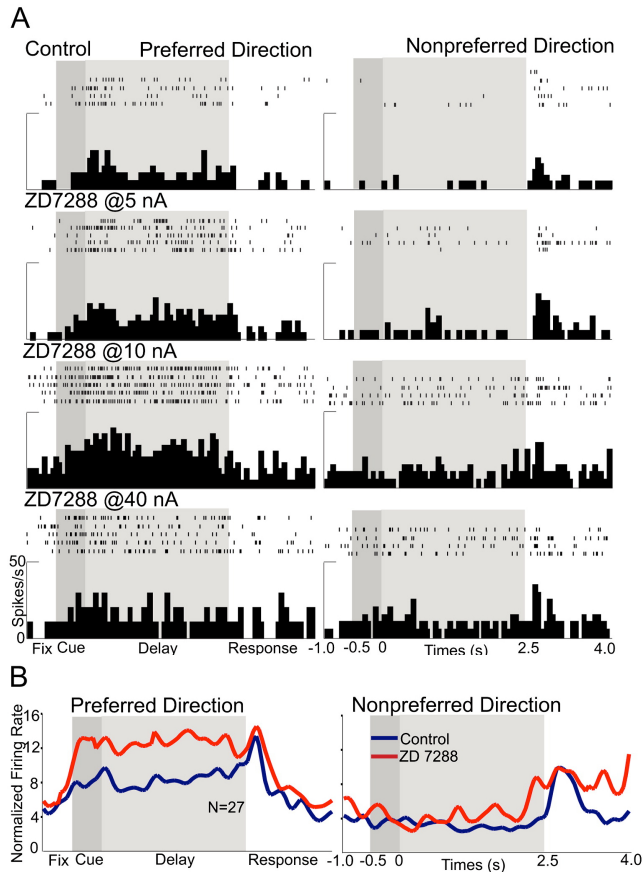 A
Control Preferred Direction Nonpreferred Direction
ZD7288 @5 nA
ZD7288 @10 nA
ZD7288 @40 nA
50
Spikes/s
0
Fix Cue Delay Response -1.0 -0.5 0 Times (s) 2.5 4.0
B
Preferred Direction Nonpreferred Direction
Normalized Firing Rate
16
12
8
4
0
Control
ZD 7288
N=27
Fix Cue Delay Response -1.0 -0.5 0 Times (s) 2.5 4.0